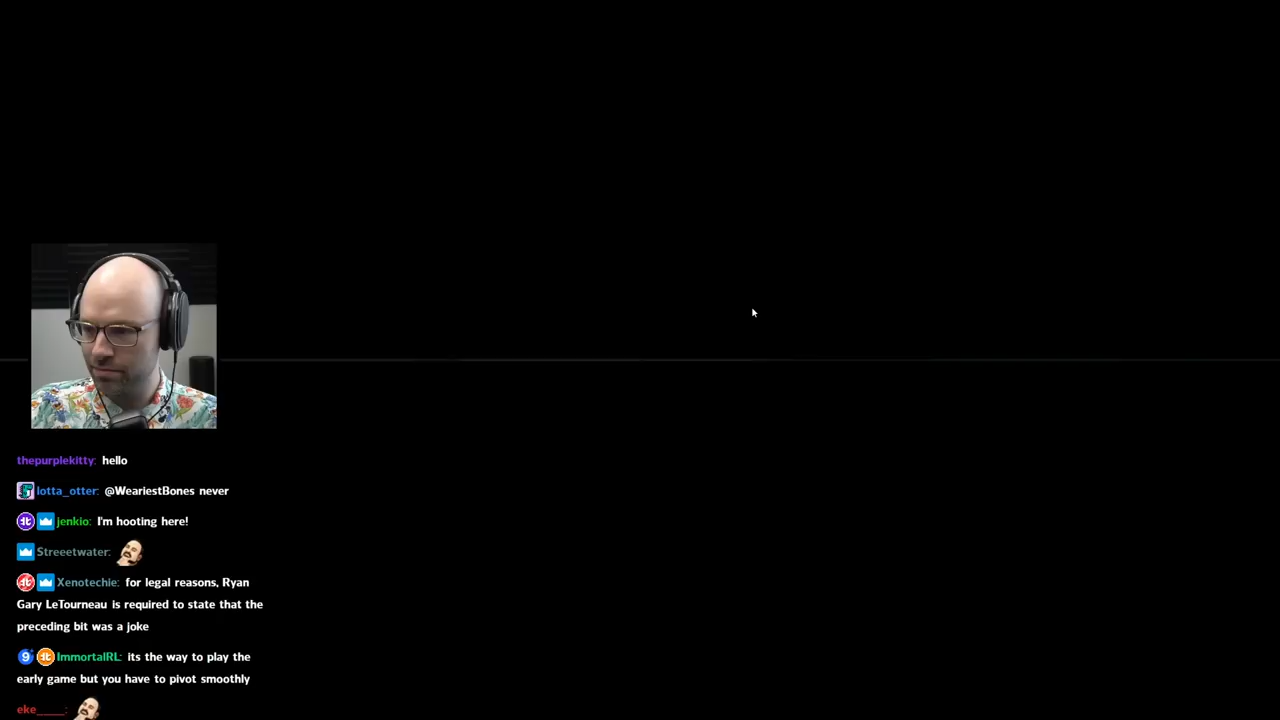 thepurplekitty: hello
lotta_otter: @WeariestBones never
jenkio: I'm hooting here!
Streeetwater:
Xenotechie: for legal reasons, Ryan
Gary LeTourneau is required to state that the
preceding bit was a joke
9 ImmortalRL: its the way to play the
early game but you have to pivot smoothly
eke____: